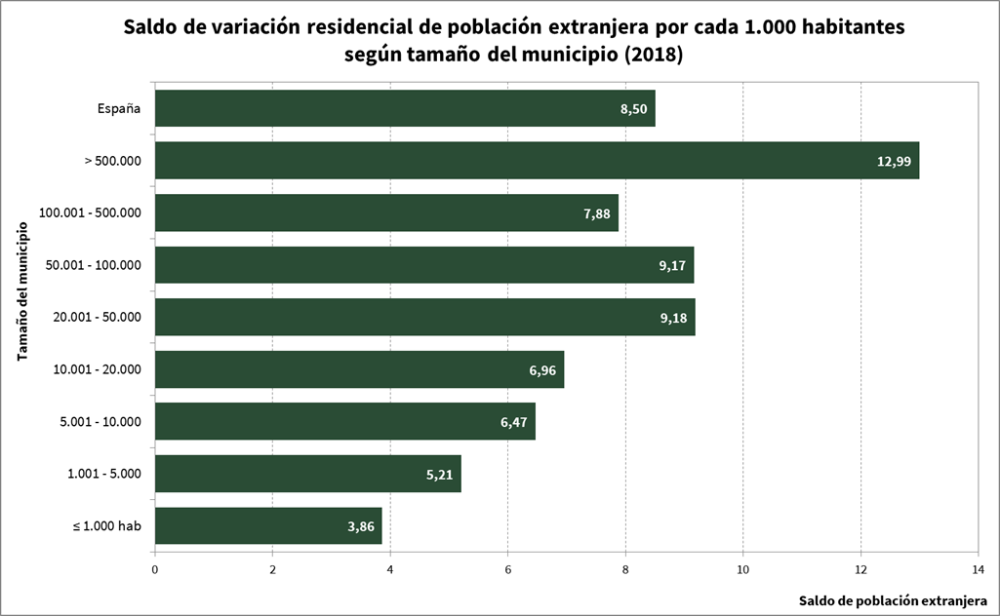 Saldo de variación residencial de población extranjera por cada 1.000 habitantes
según tamaño del municipio (2018)
Tamaño del municipio
España 8,50
> 500.000 12,99
100.001 - 500.000 7,88
50.001 - 100.000 9,17
20.001 - 50.000 9,18
10.001 - 20.000 6,96
5.001 - 10.000 6,47
1.001 - 5.000 5,21
≤ 1.000 hab 3,86
0 2 4 6 8 10 12 14
Saldo de población extranjera